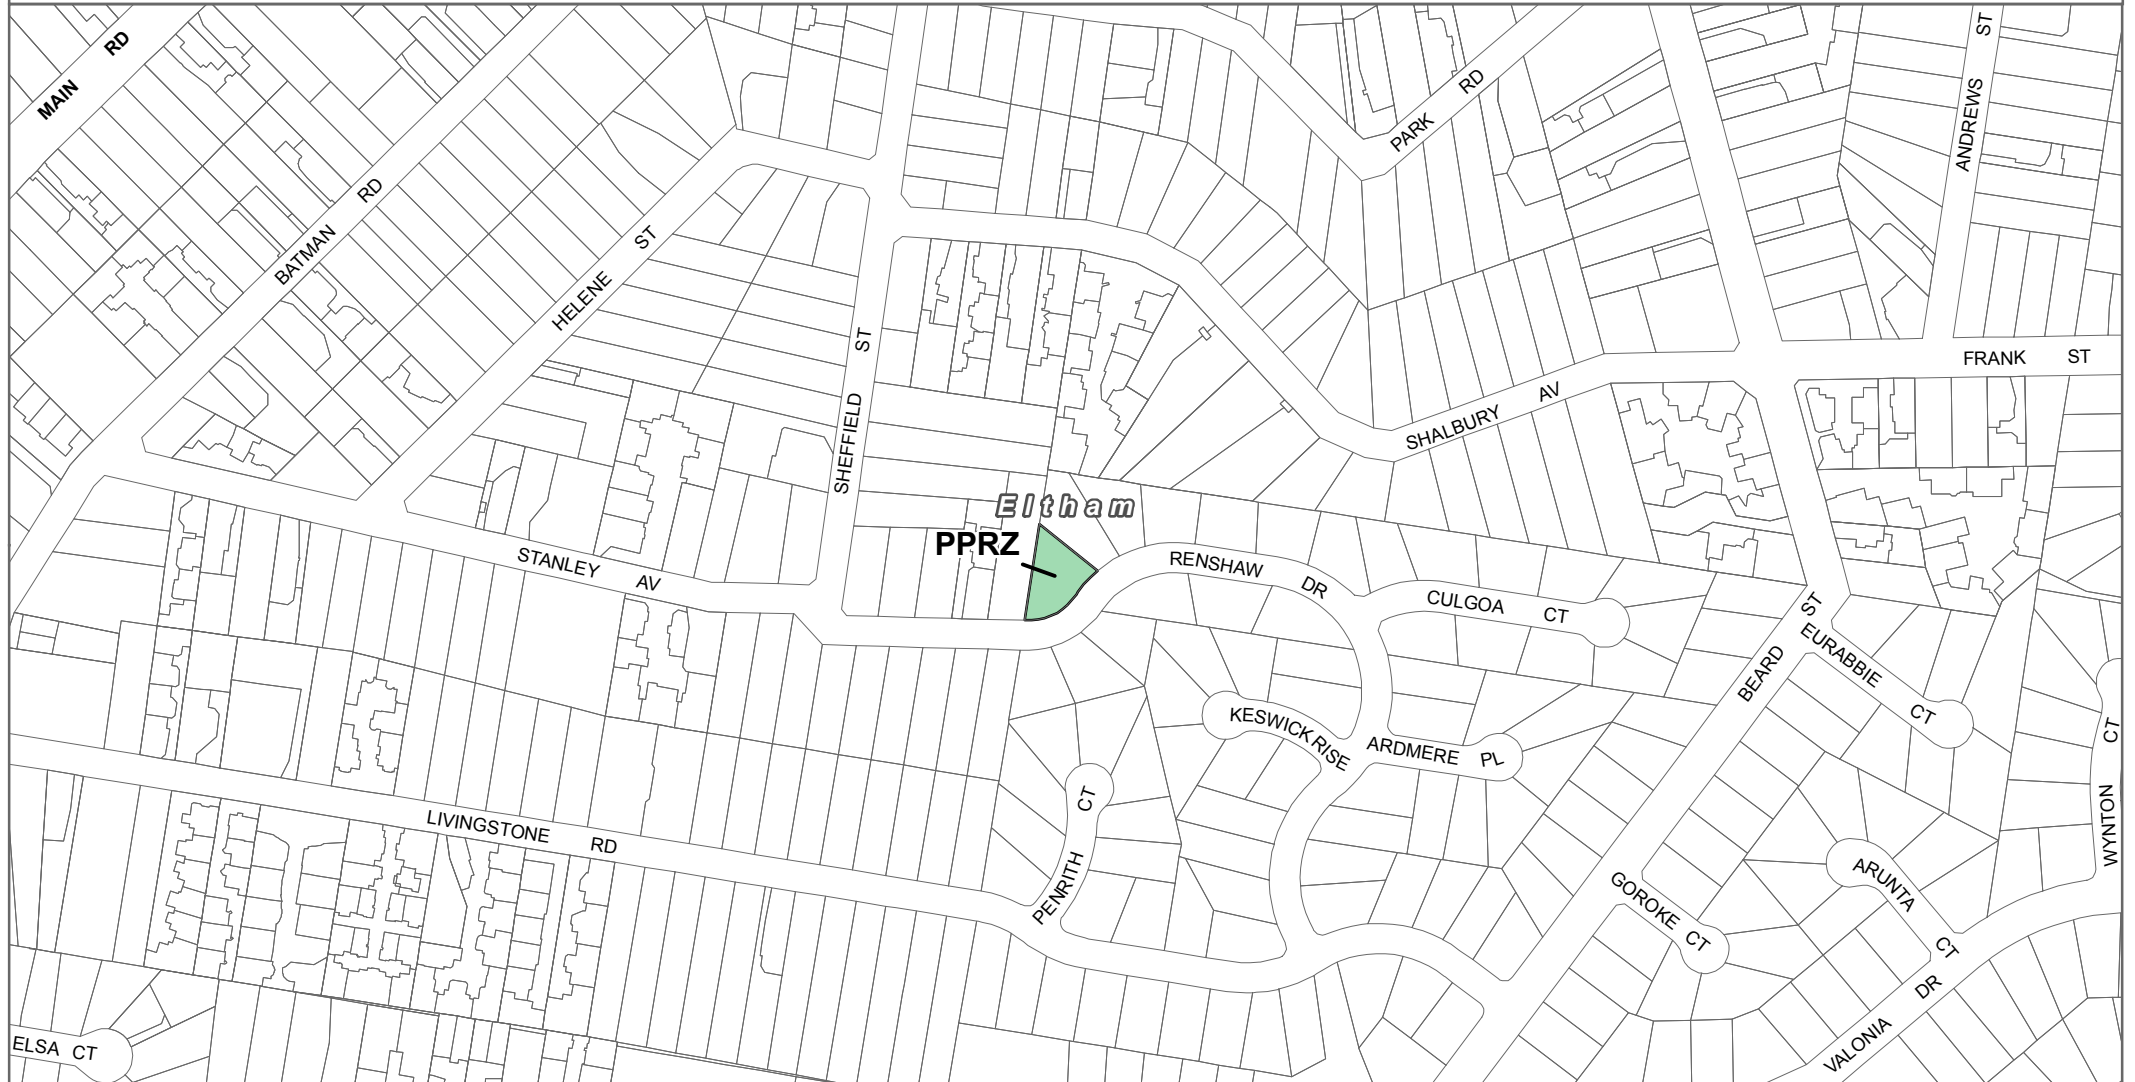 MAIN RD
BATMAN RD
HELENE ST
SHEFFIELD ST
PARK RD
ANDREWS ST
FRANK ST
SHALBURY AV
Eltham
PPRZ
STANLEY AV
RENSHAW DR
CULGOA CT
BEARD ST
EURABBIE CT
KESWICK RISE
ARDMERE PL
WYNTON CT
PENRITH CT
LIVINGSTONE RD
GOROKE CT
ARUNTA CT
VALONIA DR
ELSA CT